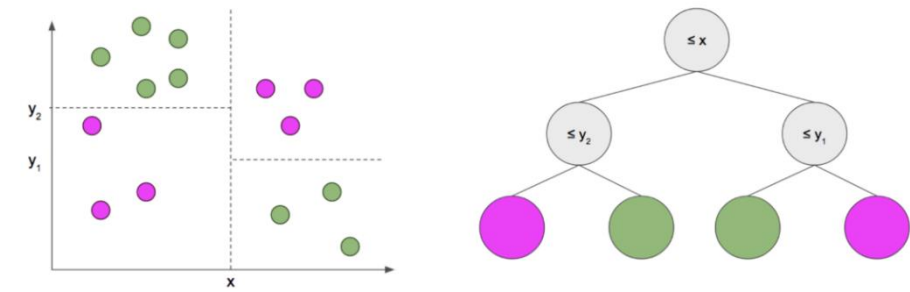 y₂
y₁
x
≤ x
≤ y₂
≤ y₁